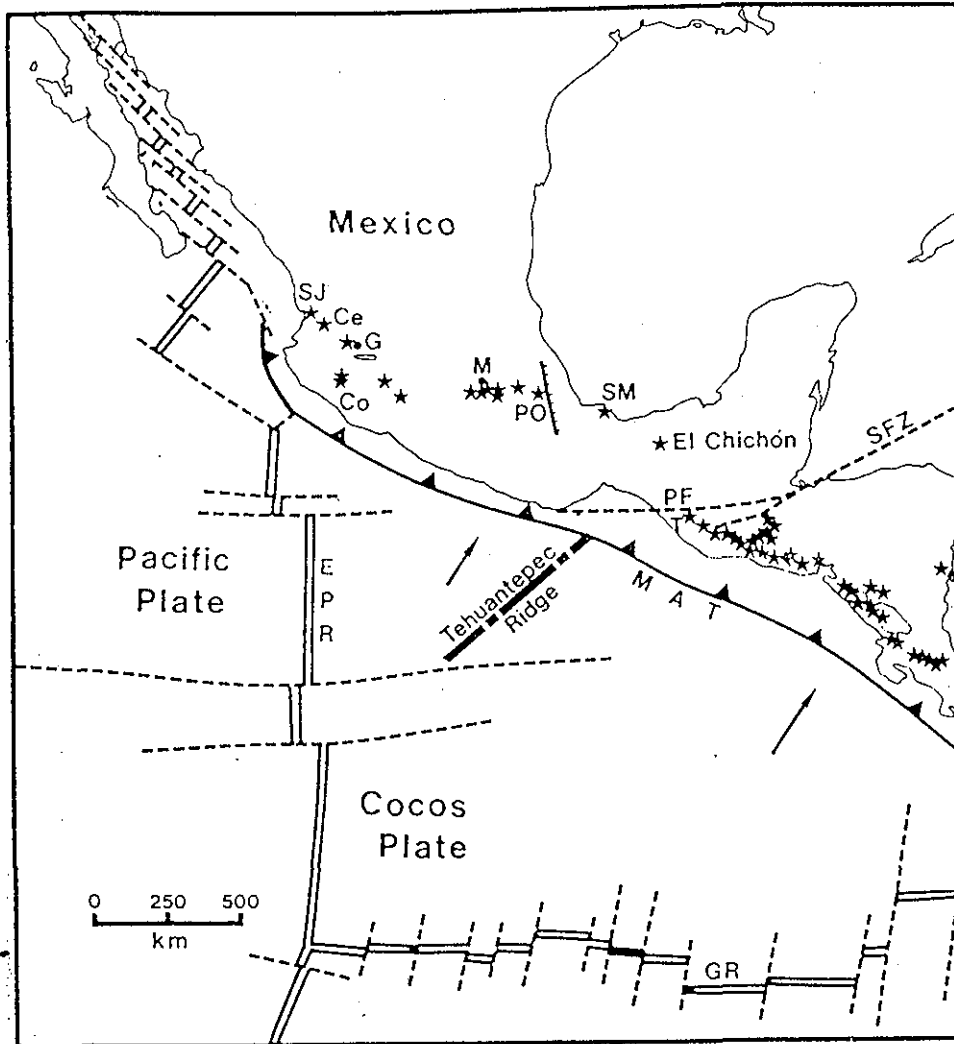 Mexico
SJ
Ce
G
M
Co
PO
SM
El Chichón
SFZ
PF
Pacific
Plate
E
P
R
Tehuantepec
Ridge
M A T
Cocos
Plate
0 250 500
km
GR